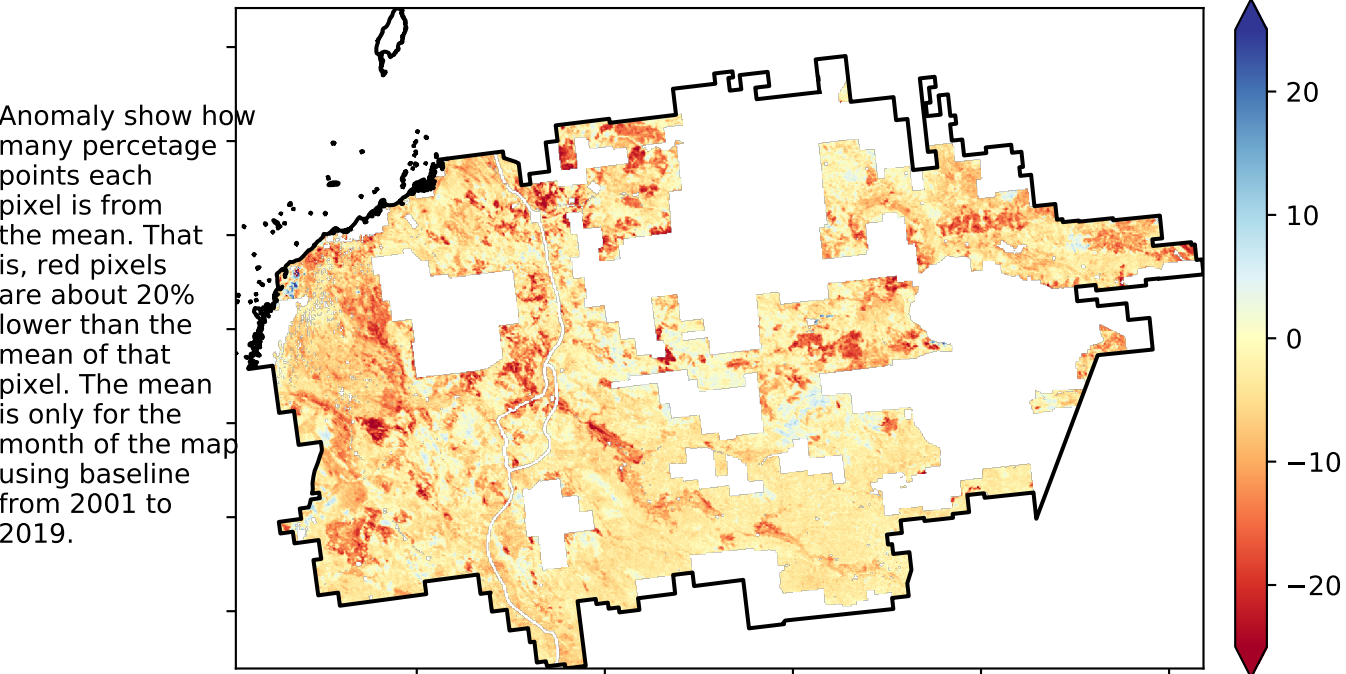 Anomaly show how
many percetage
points each
pixel is from
the mean. That
is, red pixels
are about 20%
lower than the
mean of that
pixel. The mean
is only for the
month of the map
using baseline
from 2001 to
2019.
20
10
0
−10
−20